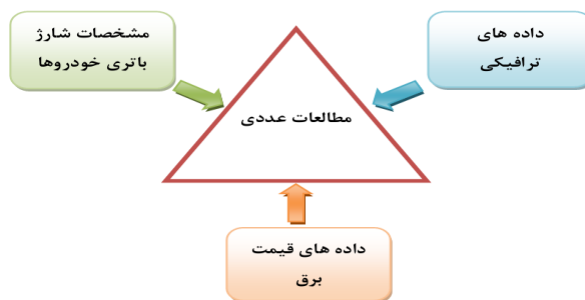 مشخصات شارژ
باتری خودروها
داده های
ترافیکی
مطالعات عددی
داده های قیمت
برق